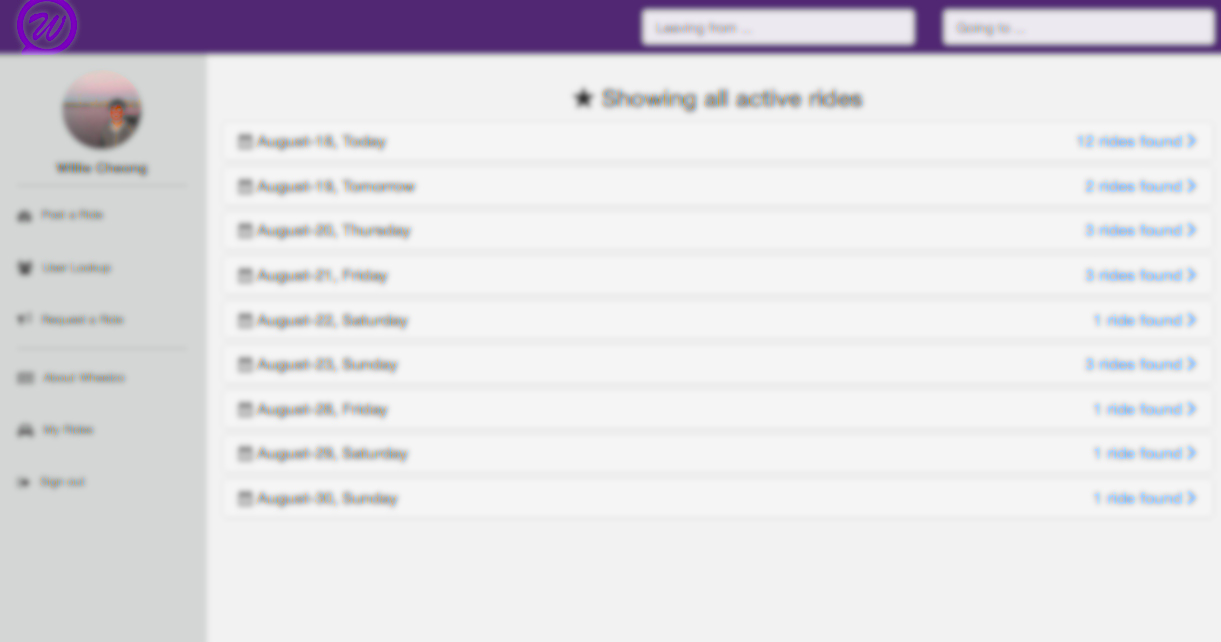 W
Leaving from ...
Going to ...
Willie Cheong
Post a Ride
User Lookup
Request a Ride
About
My Rides
Sign out
★ Showing all active rides
August-18, Today 12 rides found
August-19, Tomorrow 2 rides found
August-20, Thursday 3 rides found
August-21, Friday 3 rides found
August-22, Saturday 1 ride found
August-23, Sunday 3 rides found
August-28, Friday 1 ride found
August-29, Saturday 1 ride found
August-30, Sunday 1 ride found